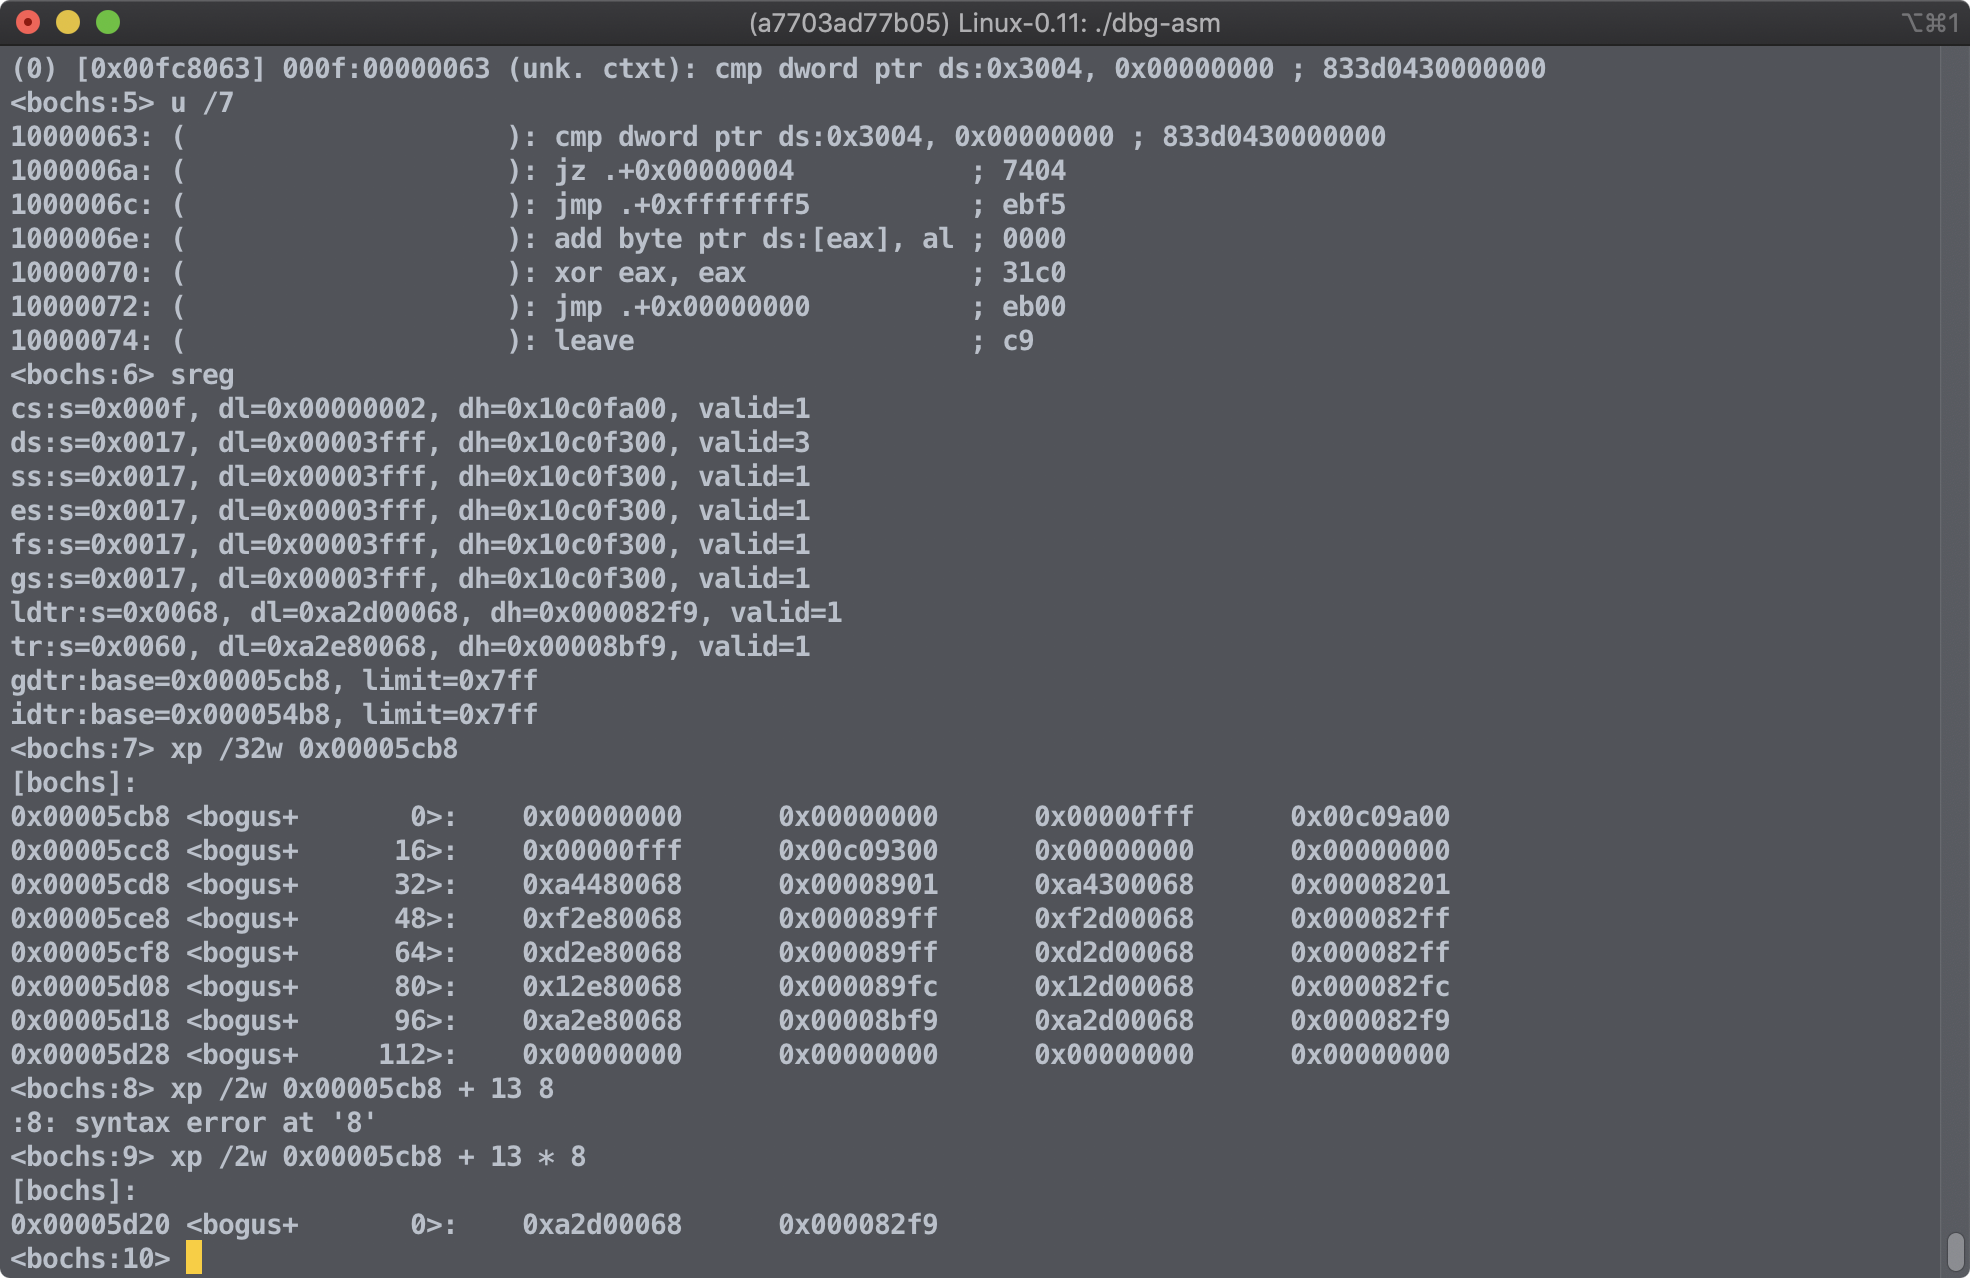 (a7703ad77b05) Linux-0.11: ./dbg-asm ⌥⌘1
(0) [0x00fc8063] 000f:00000063 (unk. ctxt): cmp dword ptr ds:0x3004, 0x00000000 ; 833d0430000000
<bochs:5> u /7
10000063: (                    ): cmp dword ptr ds:0x3004, 0x00000000 ; 833d0430000000
1000006a: (                    ): jz .+0x00000004           ; 7404
1000006c: (                    ): jmp .+0xfffffff5          ; ebf5
1000006e: (                    ): add byte ptr ds:[eax], al ; 0000
10000070: (                    ): xor eax, eax              ; 31c0
10000072: (                    ): jmp .+0x00000000          ; eb00
10000074: (                    ): leave                     ; c9
<bochs:6> sreg
cs:s=0x000f, dl=0x00000002, dh=0x10c0fa00, valid=1
ds:s=0x0017, dl=0x00003fff, dh=0x10c0f300, valid=3
ss:s=0x0017, dl=0x00003fff, dh=0x10c0f300, valid=1
es:s=0x0017, dl=0x00003fff, dh=0x10c0f300, valid=1
fs:s=0x0017, dl=0x00003fff, dh=0x10c0f300, valid=1
gs:s=0x0017, dl=0x00003fff, dh=0x10c0f300, valid=1
ldtr:s=0x0068, dl=0xa2d00068, dh=0x000082f9, valid=1
tr:s=0x0060, dl=0xa2e80068, dh=0x00008bf9, valid=1
gdtr:base=0x00005cb8, limit=0x7ff
idtr:base=0x000054b8, limit=0x7ff
<bochs:7> xp /32w 0x00005cb8
[bochs]:
0x00005cb8 <bogus+       0>:    0x00000000      0x00000000      0x00000fff      0x00c09a00
0x00005cc8 <bogus+      16>:    0x00000fff      0x00c09300      0x00000000      0x00000000
0x00005cd8 <bogus+      32>:    0xa4480068      0x00008901      0xa4300068      0x00008201
0x00005ce8 <bogus+      48>:    0xf2e80068      0x000089ff      0xf2d00068      0x000082ff
0x00005cf8 <bogus+      64>:    0xd2e80068      0x000089ff      0xd2d00068      0x000082ff
0x00005d08 <bogus+      80>:    0x12e80068      0x000089fc      0x12d00068      0x000082fc
0x00005d18 <bogus+      96>:    0xa2e80068      0x00008bf9      0xa2d00068      0x000082f9
0x00005d28 <bogus+     112>:    0x00000000      0x00000000      0x00000000      0x00000000
<bochs:8> xp /2w 0x00005cb8 + 13 8
:8: syntax error at '8'
<bochs:9> xp /2w 0x00005cb8 + 13 * 8
[bochs]:
0x00005d20 <bogus+       0>:    0xa2d00068      0x000082f9
<bochs:10>